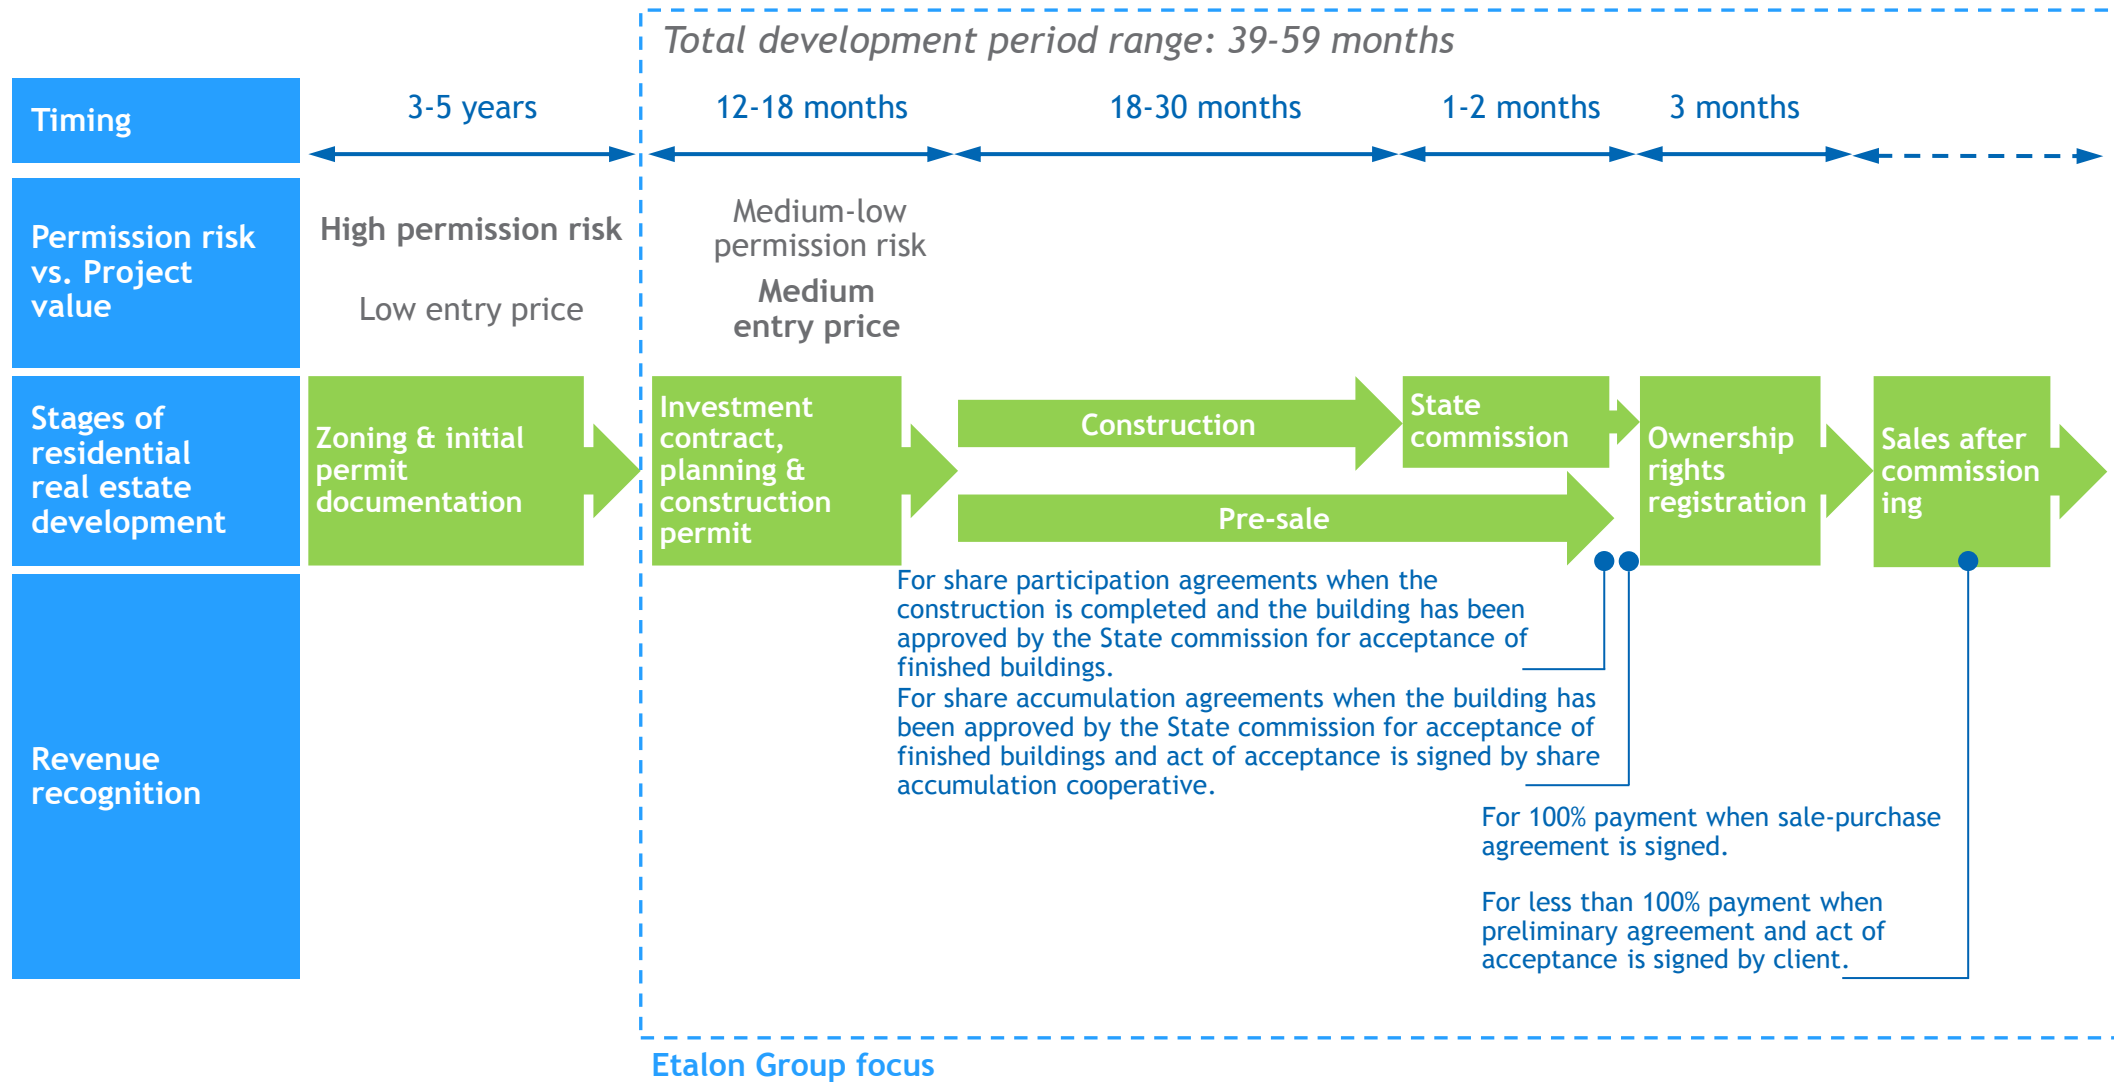 Total development period range: 39-59 months
Timing
3-5 years
12-18 months
18-30 months
1-2 months
3 months
Permission risk
vs. Project
value
High permission risk
Low entry price
Medium-low
permission risk
Medium
entry price
Stages of
residential
real estate
development
Zoning & initial
permit
documentation
Investment
contract,
planning &
construction
permit
Construction
Pre-sale
State
commission
Ownership
rights
registration
Sales after
commission
ing
Revenue
recognition
For share participation agreements when the
construction is completed and the building has been
approved by the State commission for acceptance of
finished buildings.
For share accumulation agreements when the building has
been approved by the State commission for acceptance of
finished buildings and act of acceptance is signed by share
accumulation cooperative.
For 100% payment when sale-purchase
agreement is signed.
For less than 100% payment when
preliminary agreement and act of
acceptance is signed by client.
Etalon Group focus